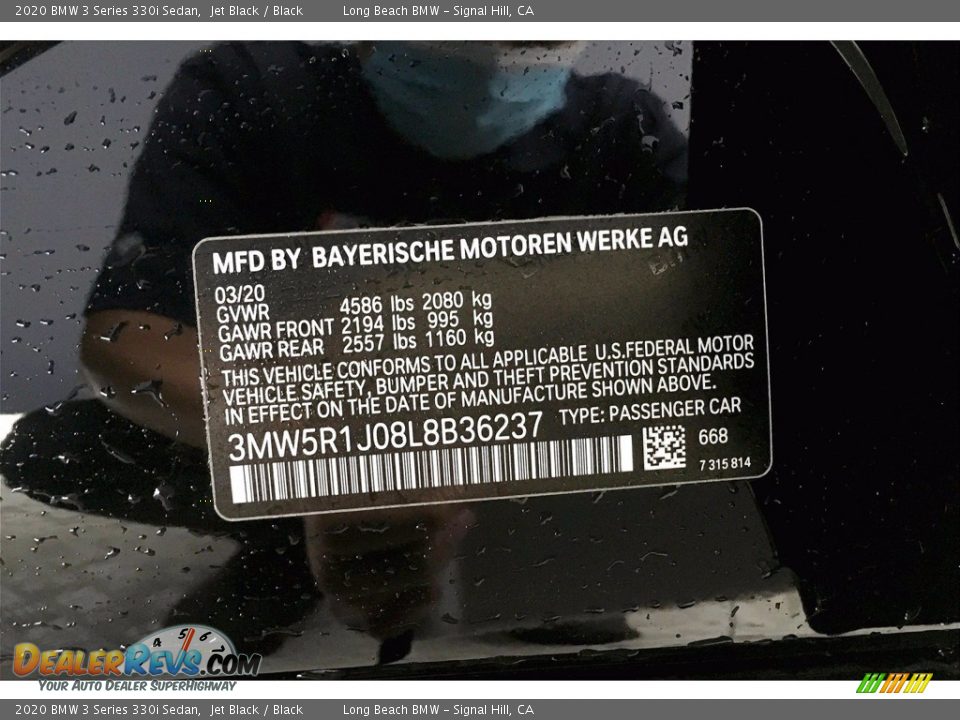 2020 BMW 3 Series 330i Sedan, Jet Black / Black Long Beach BMW - Signal Hill, CA
MFD BY BAYERISCHE MOTOREN WERKE AG
03/20
GVWR 4586 lbs 2080 kg
GAWR FRONT 2194 lbs 995 kg
GAWR REAR 2557 lbs 1160 kg
THIS VEHICLE CONFORMS TO ALL APPLICABLE U.S.FEDERAL MOTOR
VEHICLE SAFETY, BUMPER AND THEFT PREVENTION STANDARDS
IN EFFECT ON THE DATE OF MANUFACTURE SHOWN ABOVE.
3MW5R1J08L8B36237 TYPE: PASSENGER CAR
668
7 315 814
4 5 6
DealerRevs.com
Your Auto Dealer SuperHighway
2020 BMW 3 Series 330i Sedan, Jet Black / Black Long Beach BMW - Signal Hill, CA